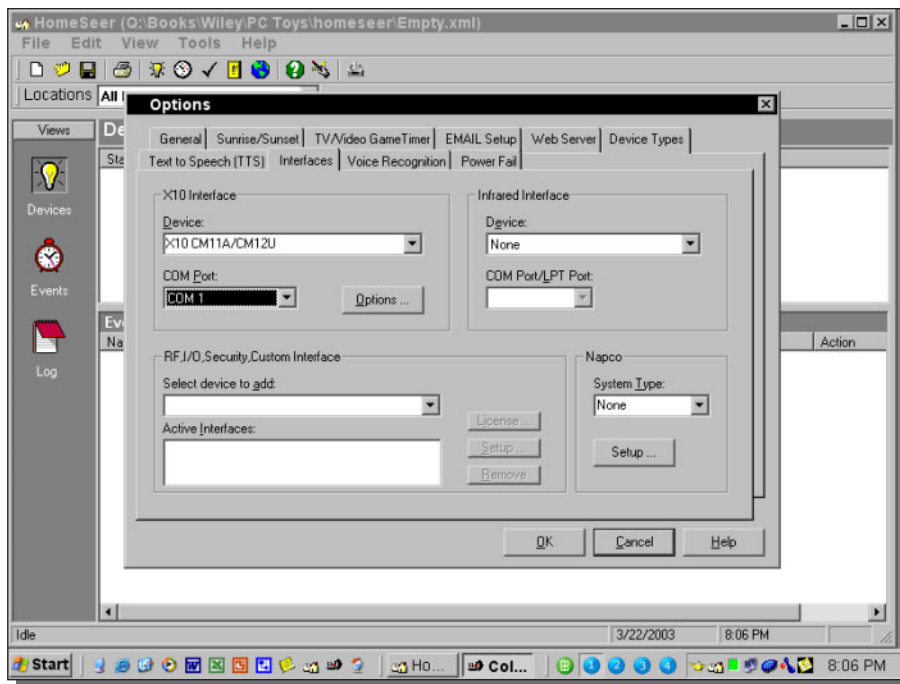 HomeSeer (Q:\Books\Wiley\PC Toys\homeseer\Empty.xml)
File Edit View Tools Help
Locations All
Options
Views
General Sunrise/Sunset TV/Video GameTimer EMAIL Setup Web Server Device Types
Text to Speech (TTS) Interfaces Voice Recognition Power Fail
Devices
Events
Log
X10 Interface
Device:
X10 CM11A/CM12U
COM Port:
COM 1
Options ...
Infrared Interface
Device:
None
COM Port/LPT Port:
RF,I/O,Security,Custom Interface
Select device to add:
Active Interfaces:
License ...
Setup ...
Remove
Napco
System Type:
None
Setup ...
Action
OK Cancel Help
Idle 3/22/2003 8:06 PM
Start Ho... Col... 1 2 3 4 8:06 PM